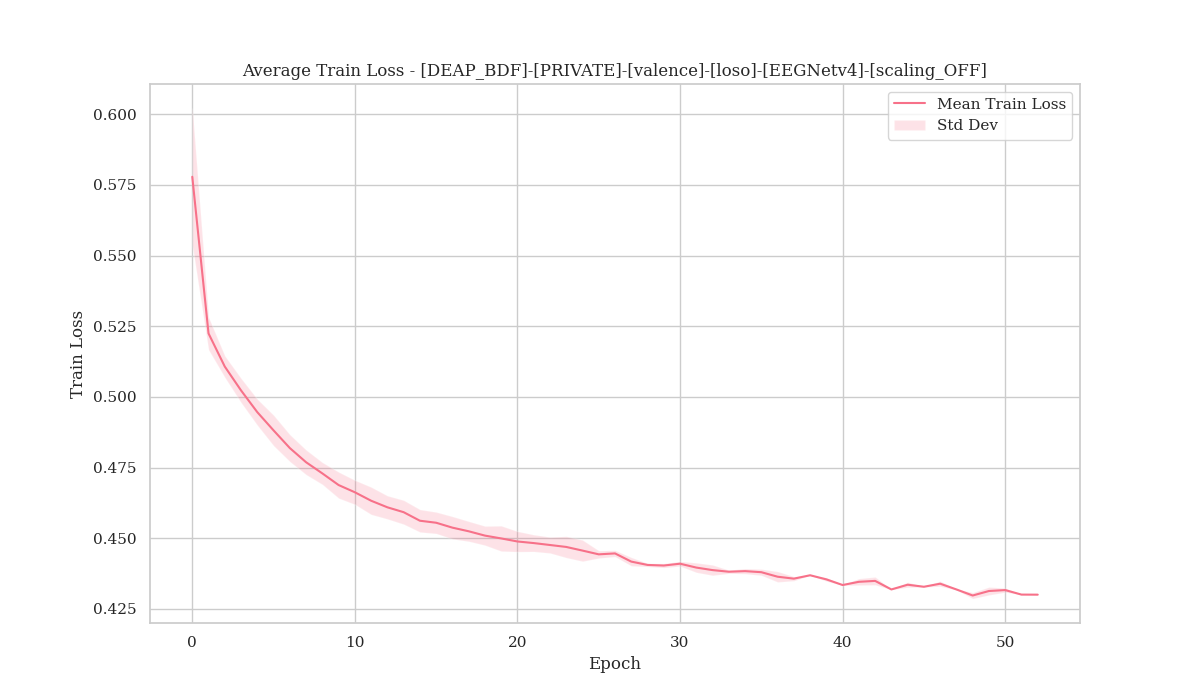 Average Train Loss - [DEAP_BDF]-[PRIVATE]-[valence]-[loso]-[EEGNetv4]-[scaling_OFF]
Mean Train Loss
Std Dev
Train Loss
0.600
0.575
0.550
0.525
0.500
0.475
0.450
0.425
0 10 20 30 40 50
Epoch